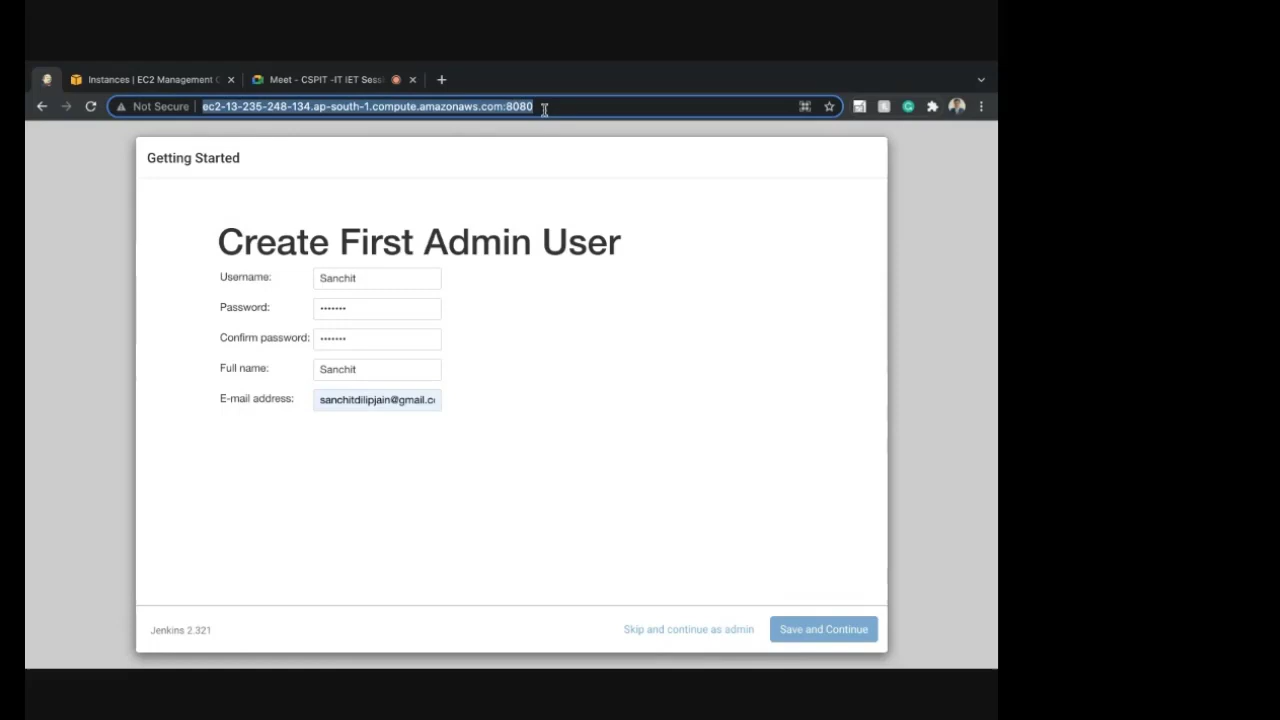 Instances | EC2 Management C
Meet - CSPIT -IT IET Sess
Not Secure
ec2-13-235-248-134.ap-south-1.compute.amazonaws.com:8080
Getting Started
Create First Admin User
Username: Sanchit
Password: •••••••
Confirm password: •••••••
Full name: Sanchit
E-mail address: sanchitdilipjain@gmail.c
Jenkins 2.321
Skip and continue as admin
Save and Continue